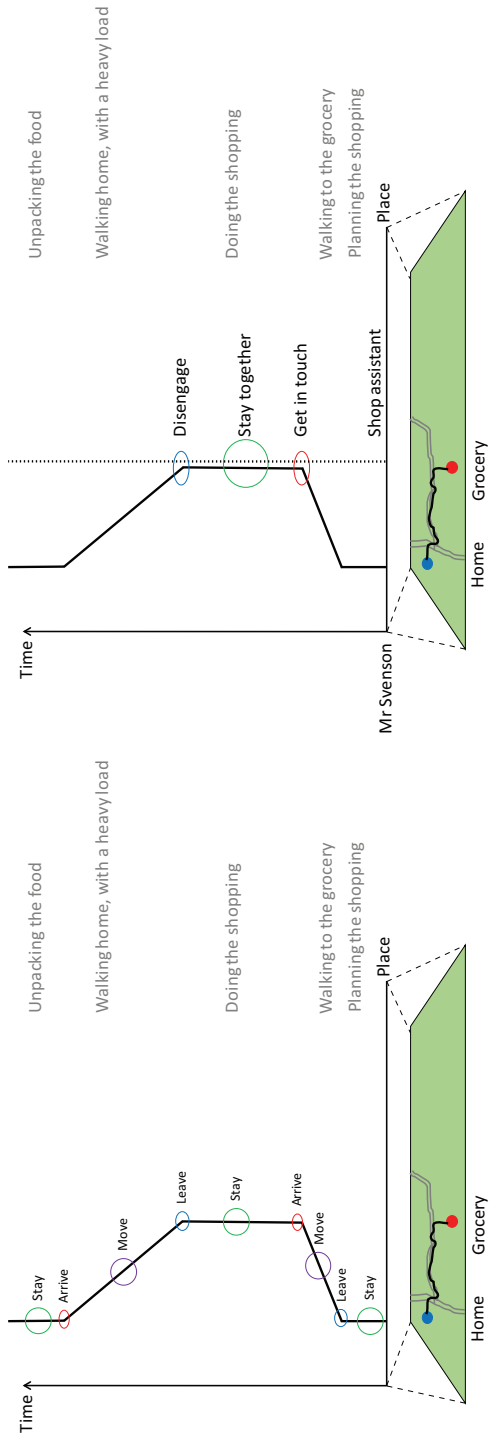 Time
Stay
Unpacking the food
Arrive
Walking home, with a heavy load
Move
Leave
Stay
Doing the shopping
Arrive
Move
Walking to the grocery
Leave
Planning the shopping
Stay
Place
Home
Grocery
Time
Unpacking the food
Walking home, with a heavy load
Disengage
Stay together
Doing the shopping
Get in touch
Walking to the grocery
Planning the shopping
Mr Svenson
Shop assistant
Place
Home
Grocery